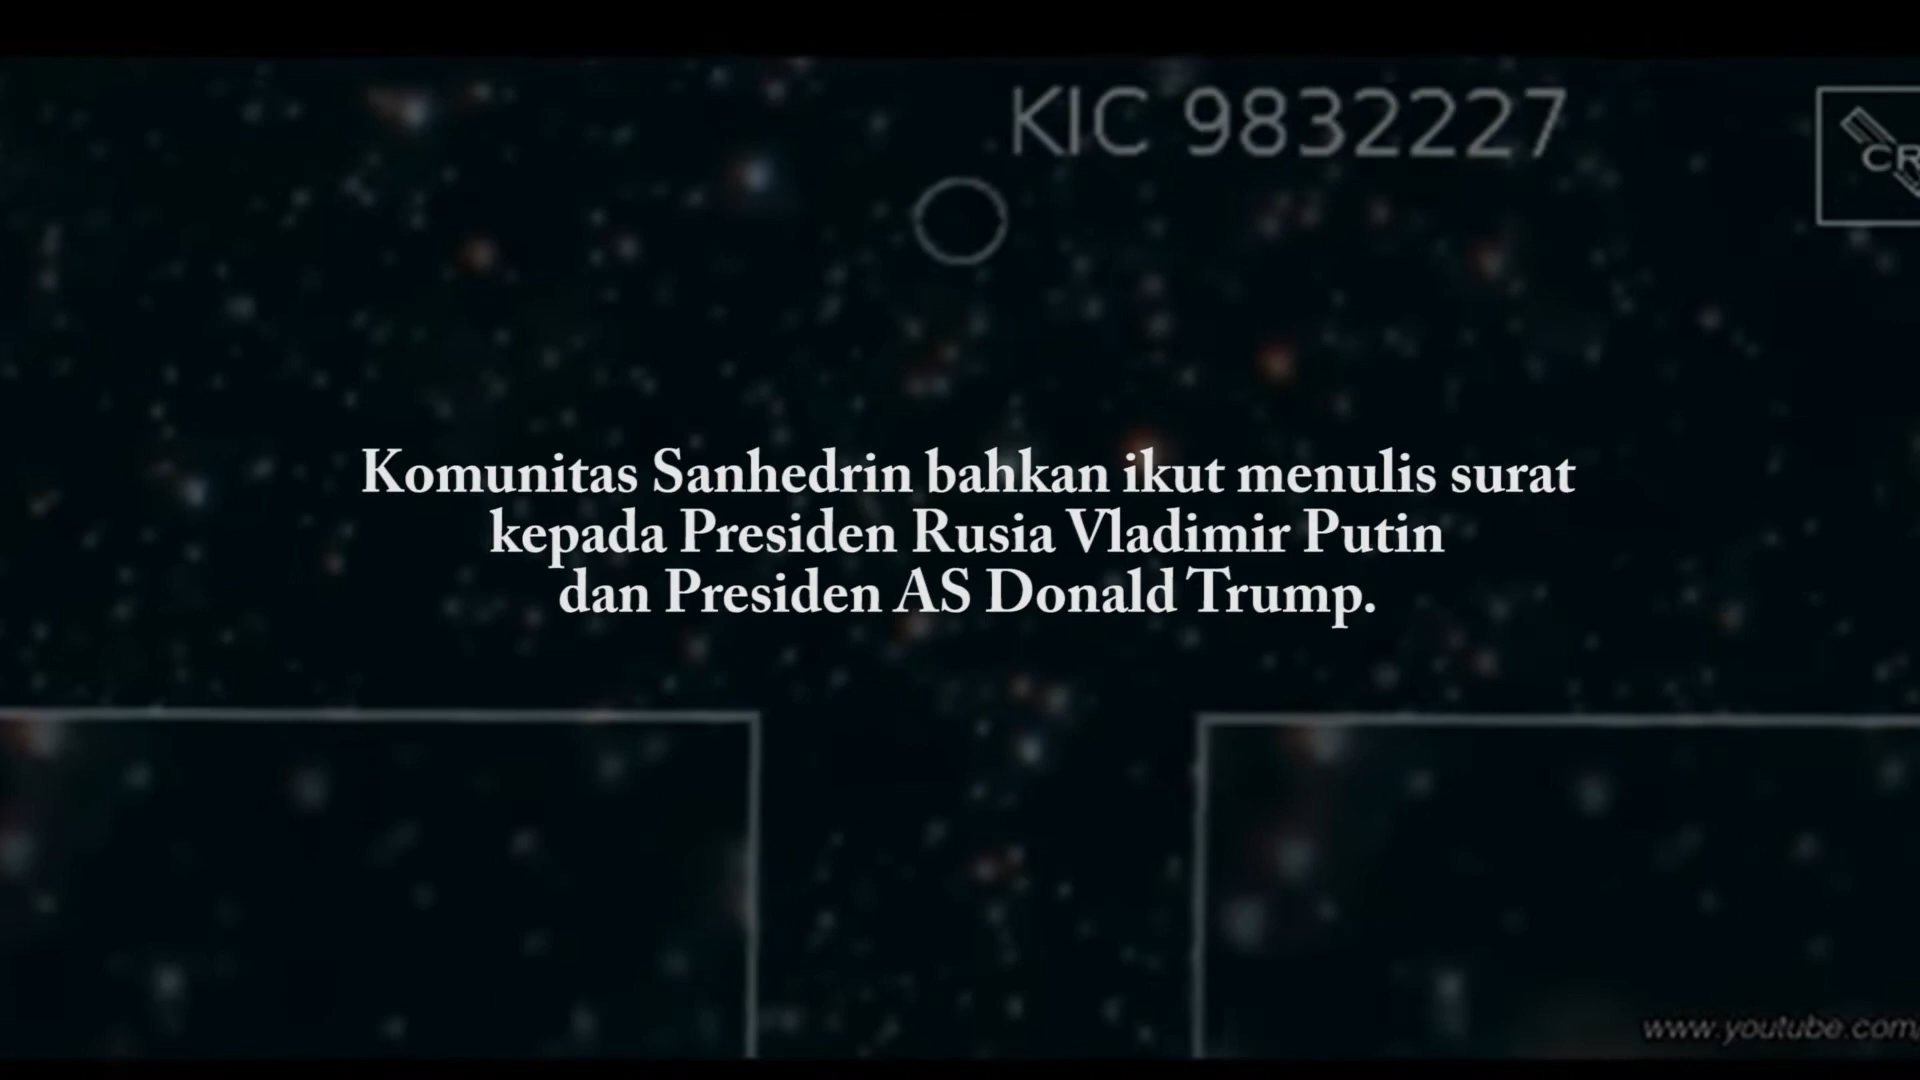 KIC 9832227
CR
Komunitas Sanhedrin bahkan ikut menulis surat
kepada Presiden Rusia Vladimir Putin
dan Presiden AS Donald Trump.
www.youtube.com/